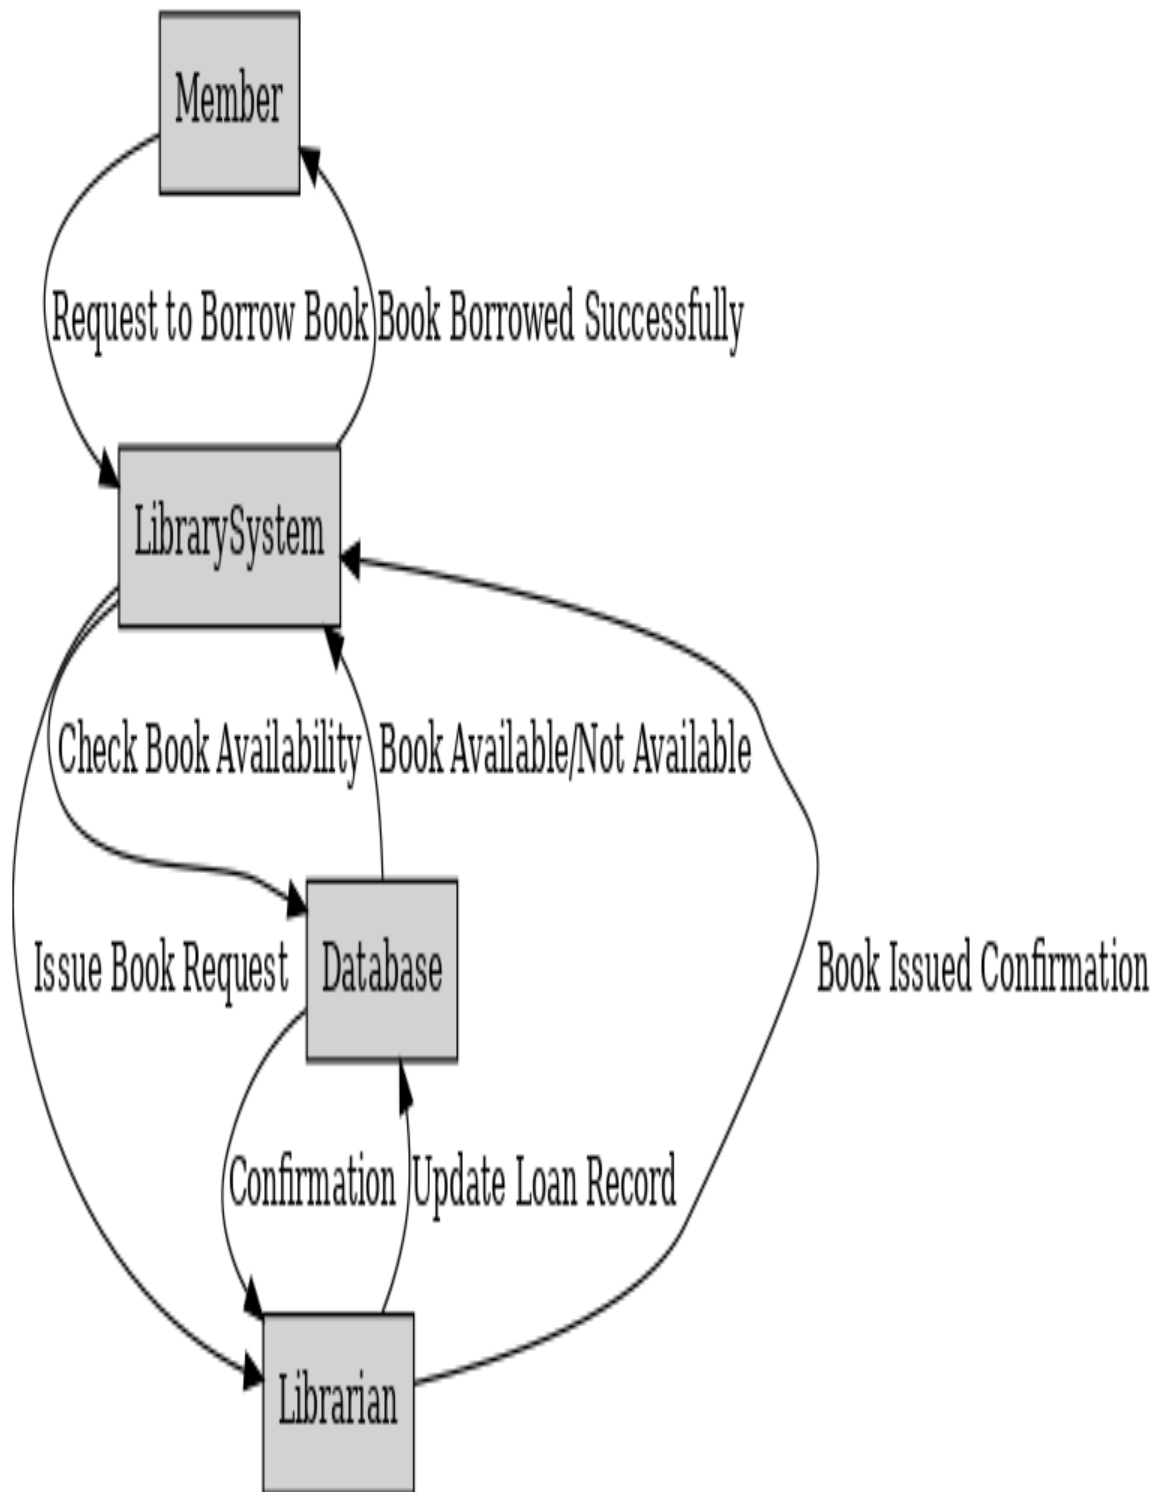 Member
Request to Borrow Book
Book Borrowed Successfully
LibrarySystem
Check Book Availability
Book Available/Not Available
Issue Book Request
Database
Book Issued Confirmation
Confirmation
Update Loan Record
Librarian